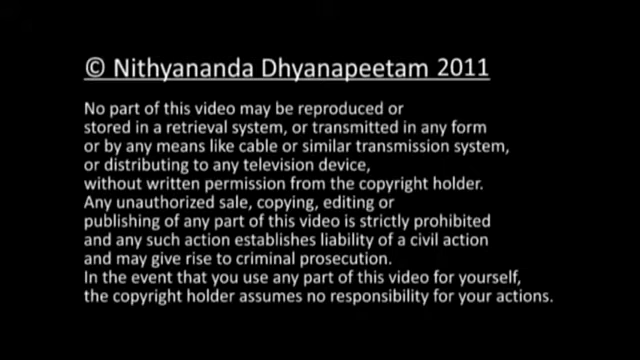 © Nithyananda Dhyanapeetam 2011
No part of this video may be reproduced or
stored in a retrieval system, or transmitted in any form
or by any means like cable or similar transmission system,
or distributing to any television device,
without written permission from the copyright holder.
Any unauthorized sale, copying, editing or
publishing of any part of this video is strictly prohibited
and any such action establishes liability of a civil action
and may give rise to criminal prosecution.
In the event that you use any part of this video for yourself,
the copyright holder assumes no responsibility for your actions.